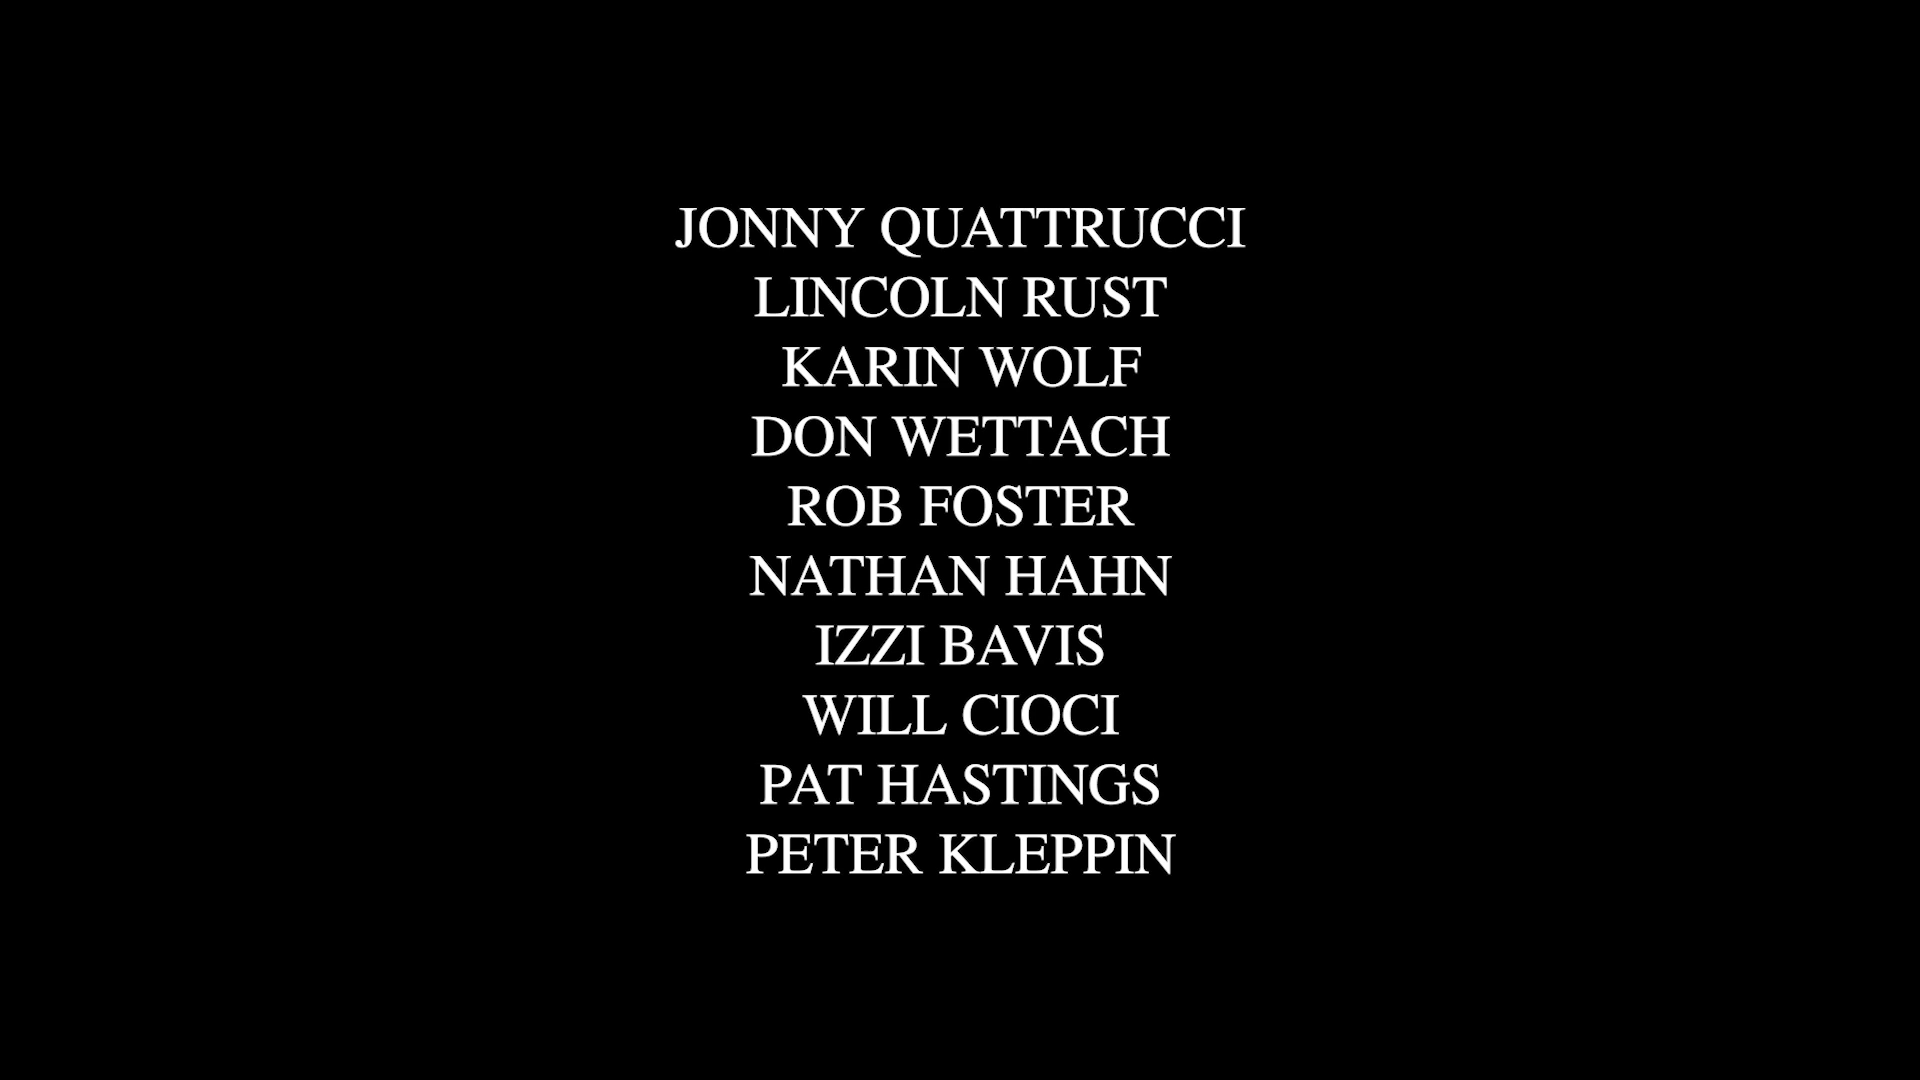 JONNY QUATTRUCCI
LINCOLN RUST
KARIN WOLF
DON WETTACH
ROB FOSTER
NATHAN HAHN
IZZI BAVIS
WILL CIOCI
PAT HASTINGS
PETER KLEPPIN